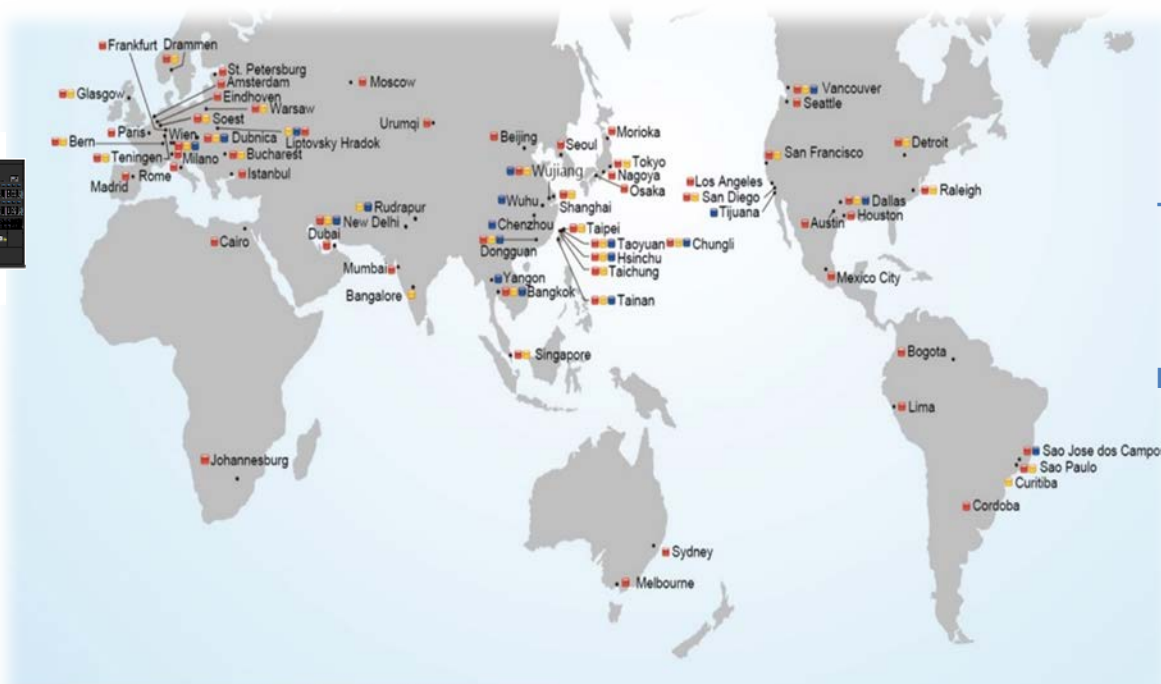 Frankfurt
Drammen
St. Petersburg
Amsterdam
Eindhoven
Moscow
Glasgow
Warsaw
Soest
Urumqi
Paris
Wien
Dubnica
Liptovsky Hradok
Bern
Teningen
Milano
Bucharest
Madrid
Rome
Istanbul
Cairo
Rudrapur
New Delhi
Dubai
Mumbai
Bangalore
Johannesburg
Beijing
Seoul
Morioka
Tokyo
Nagoya
Osaka
Wujiang
Wuhu
Shanghai
Chenzhou
Taipei
Dongguan
Taoyuan
Chungli
Hsinchu
Taichung
Yangon
Bangkok
Tainan
Singapore
Sydney
Melbourne
Vancouver
Seattle
San Francisco
Detroit
Los Angeles
San Diego
Tijuana
Dallas
Raleigh
Austin
Houston
Mexico City
Bogota
Lima
Sao Jose dos Campo
Sao Paulo
Curitiba
Cordoba